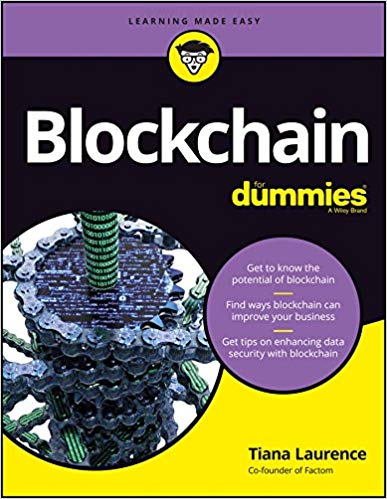 LEARNING MADE EASY
Blockchain
for
dummies®
A Wiley Brand
Get to know the
potential of blockchain
Find ways blockchain can
improve your business
Get tips on enhancing data
security with blockchain
Tiana Laurence
Co-founder of Factom